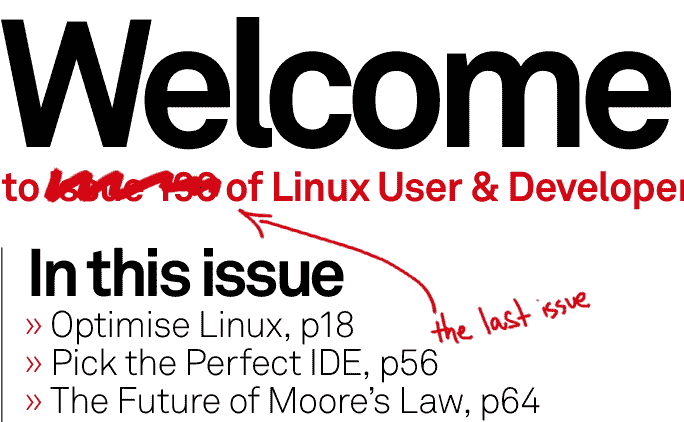 Welcome
to of Linux User & Developer
In this issue
» Optimise Linux, p18
the last issue
» Pick the Perfect IDE, p56
» The Future of Moore's Law, p64